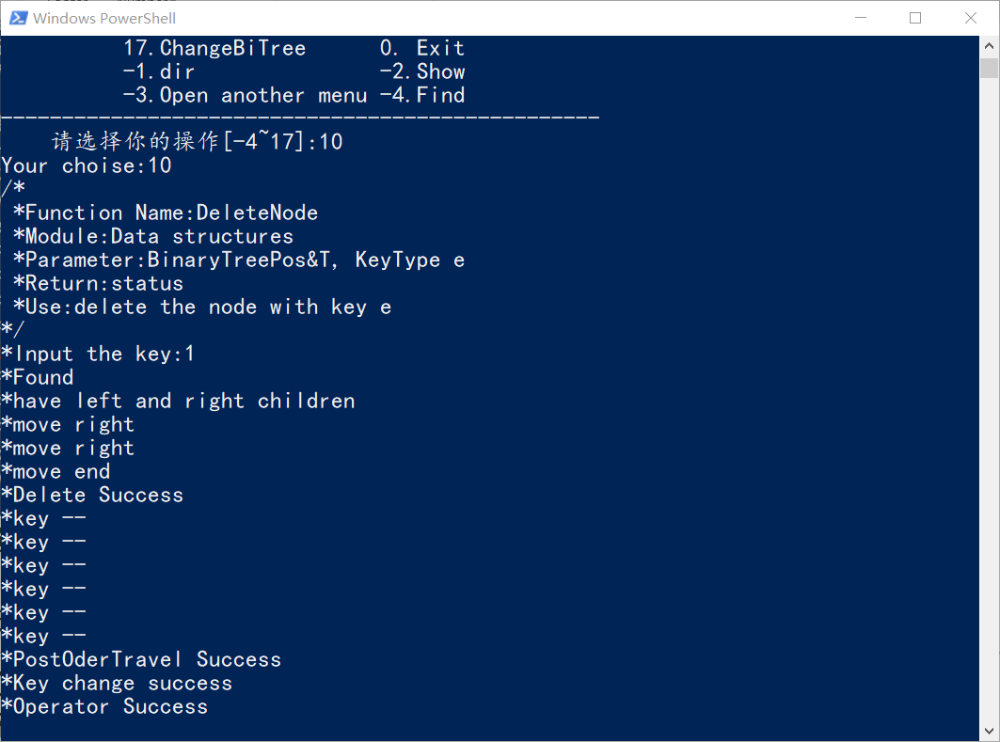 Windows PowerShell
17.ChangeBiTree 0. Exit
-1.dir -2.Show
-3.Open another menu -4.Find
-------------------------------------------------
请选择你的操作[-4~17]:10
Your choise:10
/*
*Function Name:DeleteNode
*Module:Data structures
*Parameter:BinaryTreePos&T, KeyType e
*Return:status
*Use:delete the node with key e
*/
*Input the key:1
*Found
*have left and right children
*move right
*move right
*move end
*Delete Success
*key --
*key --
*key --
*key --
*key --
*key --
*PostOderTravel Success
*Key change success
*Operator Success